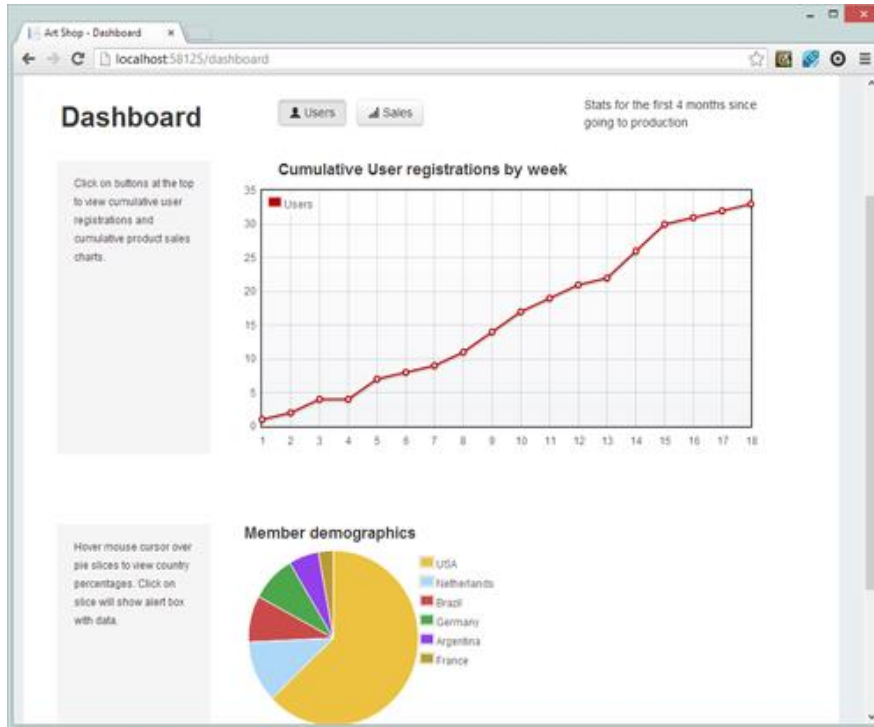 Art Shop - Dashboard
localhost:58125/dashboard
Dashboard
Users
Sales
Stats for the first 4 months since
going to production
Click on buttons at the top
to view cumulative user
registrations and
cumulative product sales
charts.
Cumulative User registrations by week
Users
35
30
25
20
15
10
5
0
1 2 3 4 5 6 7 8 9 10 11 12 13 14 15 16 17 18
Hover mouse cursor over
pie slices to view country
percentages. Click on
slice will show alert box
with data.
Member demographics
USA
Netherlands
Brazil
Germany
Argentina
France